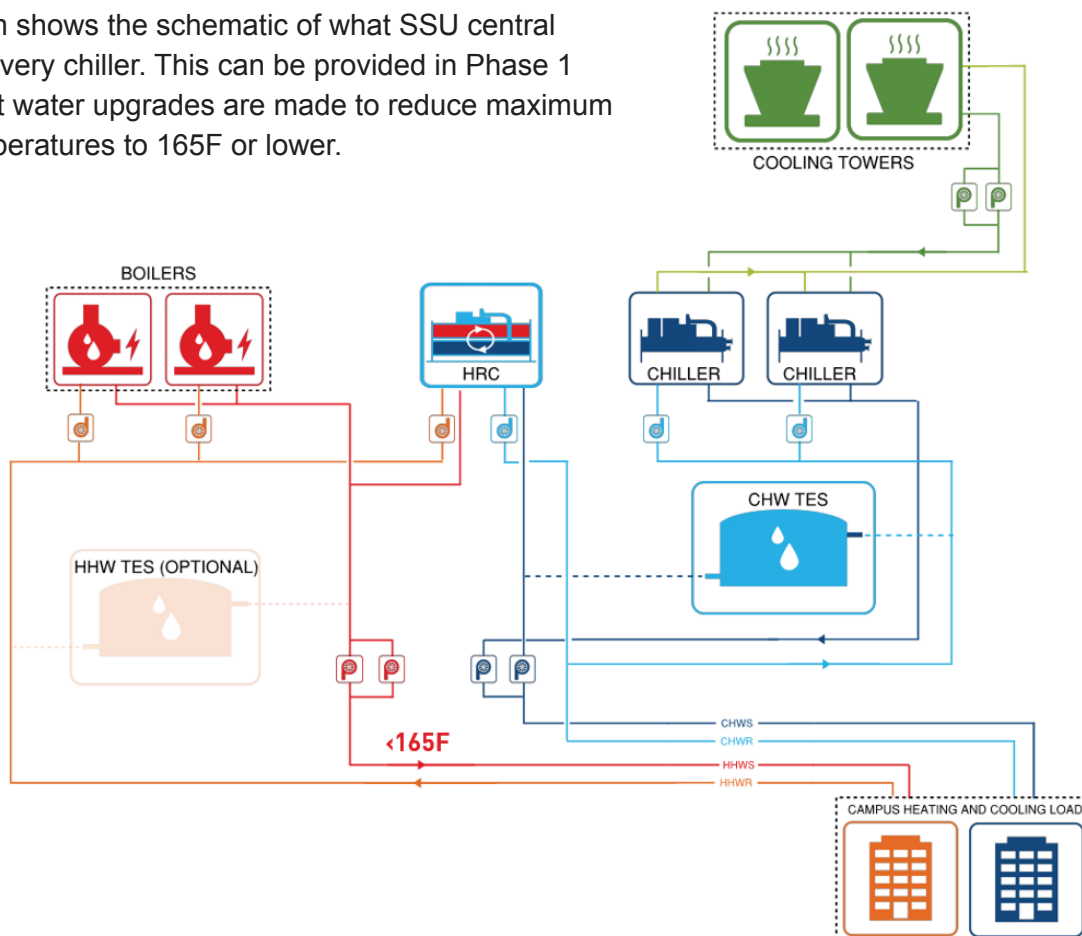 n shows the schematic of what SSU central
very chiller. This can be provided in Phase 1
t water upgrades are made to reduce maximum
peratures to 165F or lower.
COOLING TOWERS
BOILERS
HRC
CHILLER
CHILLER
CHW TES
HHW TES (OPTIONAL)
<165F
CHWS
CHWR
HHWS
HHWR
CAMPUS HEATING AND COOLING LOAD